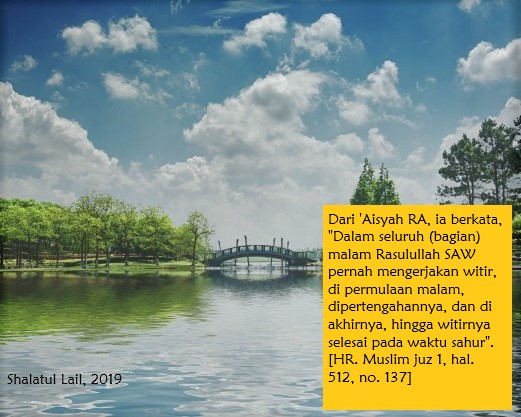 Dari 'Aisyah RA, ia berkata,
"Dalam seluruh (bagian)
malam Rasulullah SAW
pernah mengerjakan witir,
di permulaan malam,
dipertengahannya, dan di
akhirnya, hingga witirnya
selesai pada waktu sahur".
[HR. Muslim juz 1, hal.
512, no. 137]
Shalatul Lail, 2019